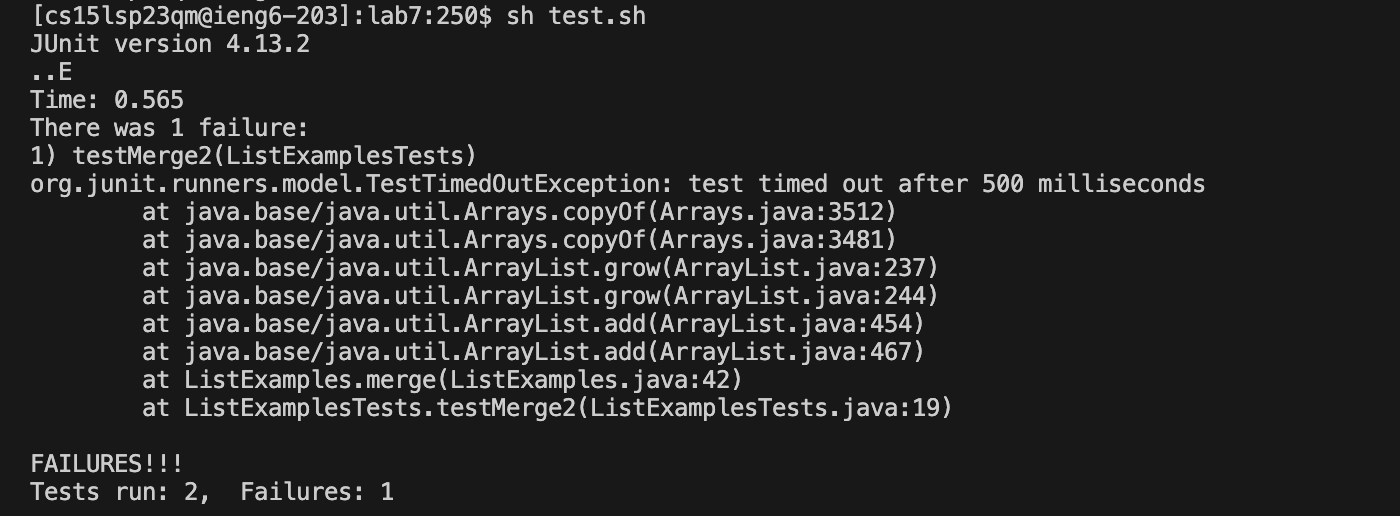 [cs15lsp23qm@ieng6-203]:lab7:250$ sh test.sh
JUnit version 4.13.2
..E
Time: 0.565
There was 1 failure:
1) testMerge2(ListExamplesTests)
org.junit.runners.model.TestTimedOutException: test timed out after 500 milliseconds
        at java.base/java.util.Arrays.copyOf(Arrays.java:3512)
        at java.base/java.util.Arrays.copyOf(Arrays.java:3481)
        at java.base/java.util.ArrayList.grow(ArrayList.java:237)
        at java.base/java.util.ArrayList.grow(ArrayList.java:244)
        at java.base/java.util.ArrayList.add(ArrayList.java:454)
        at java.base/java.util.ArrayList.add(ArrayList.java:467)
        at ListExamples.merge(ListExamples.java:42)
        at ListExamplesTests.testMerge2(ListExamplesTests.java:19)

FAILURES!!!
Tests run: 2,  Failures: 1